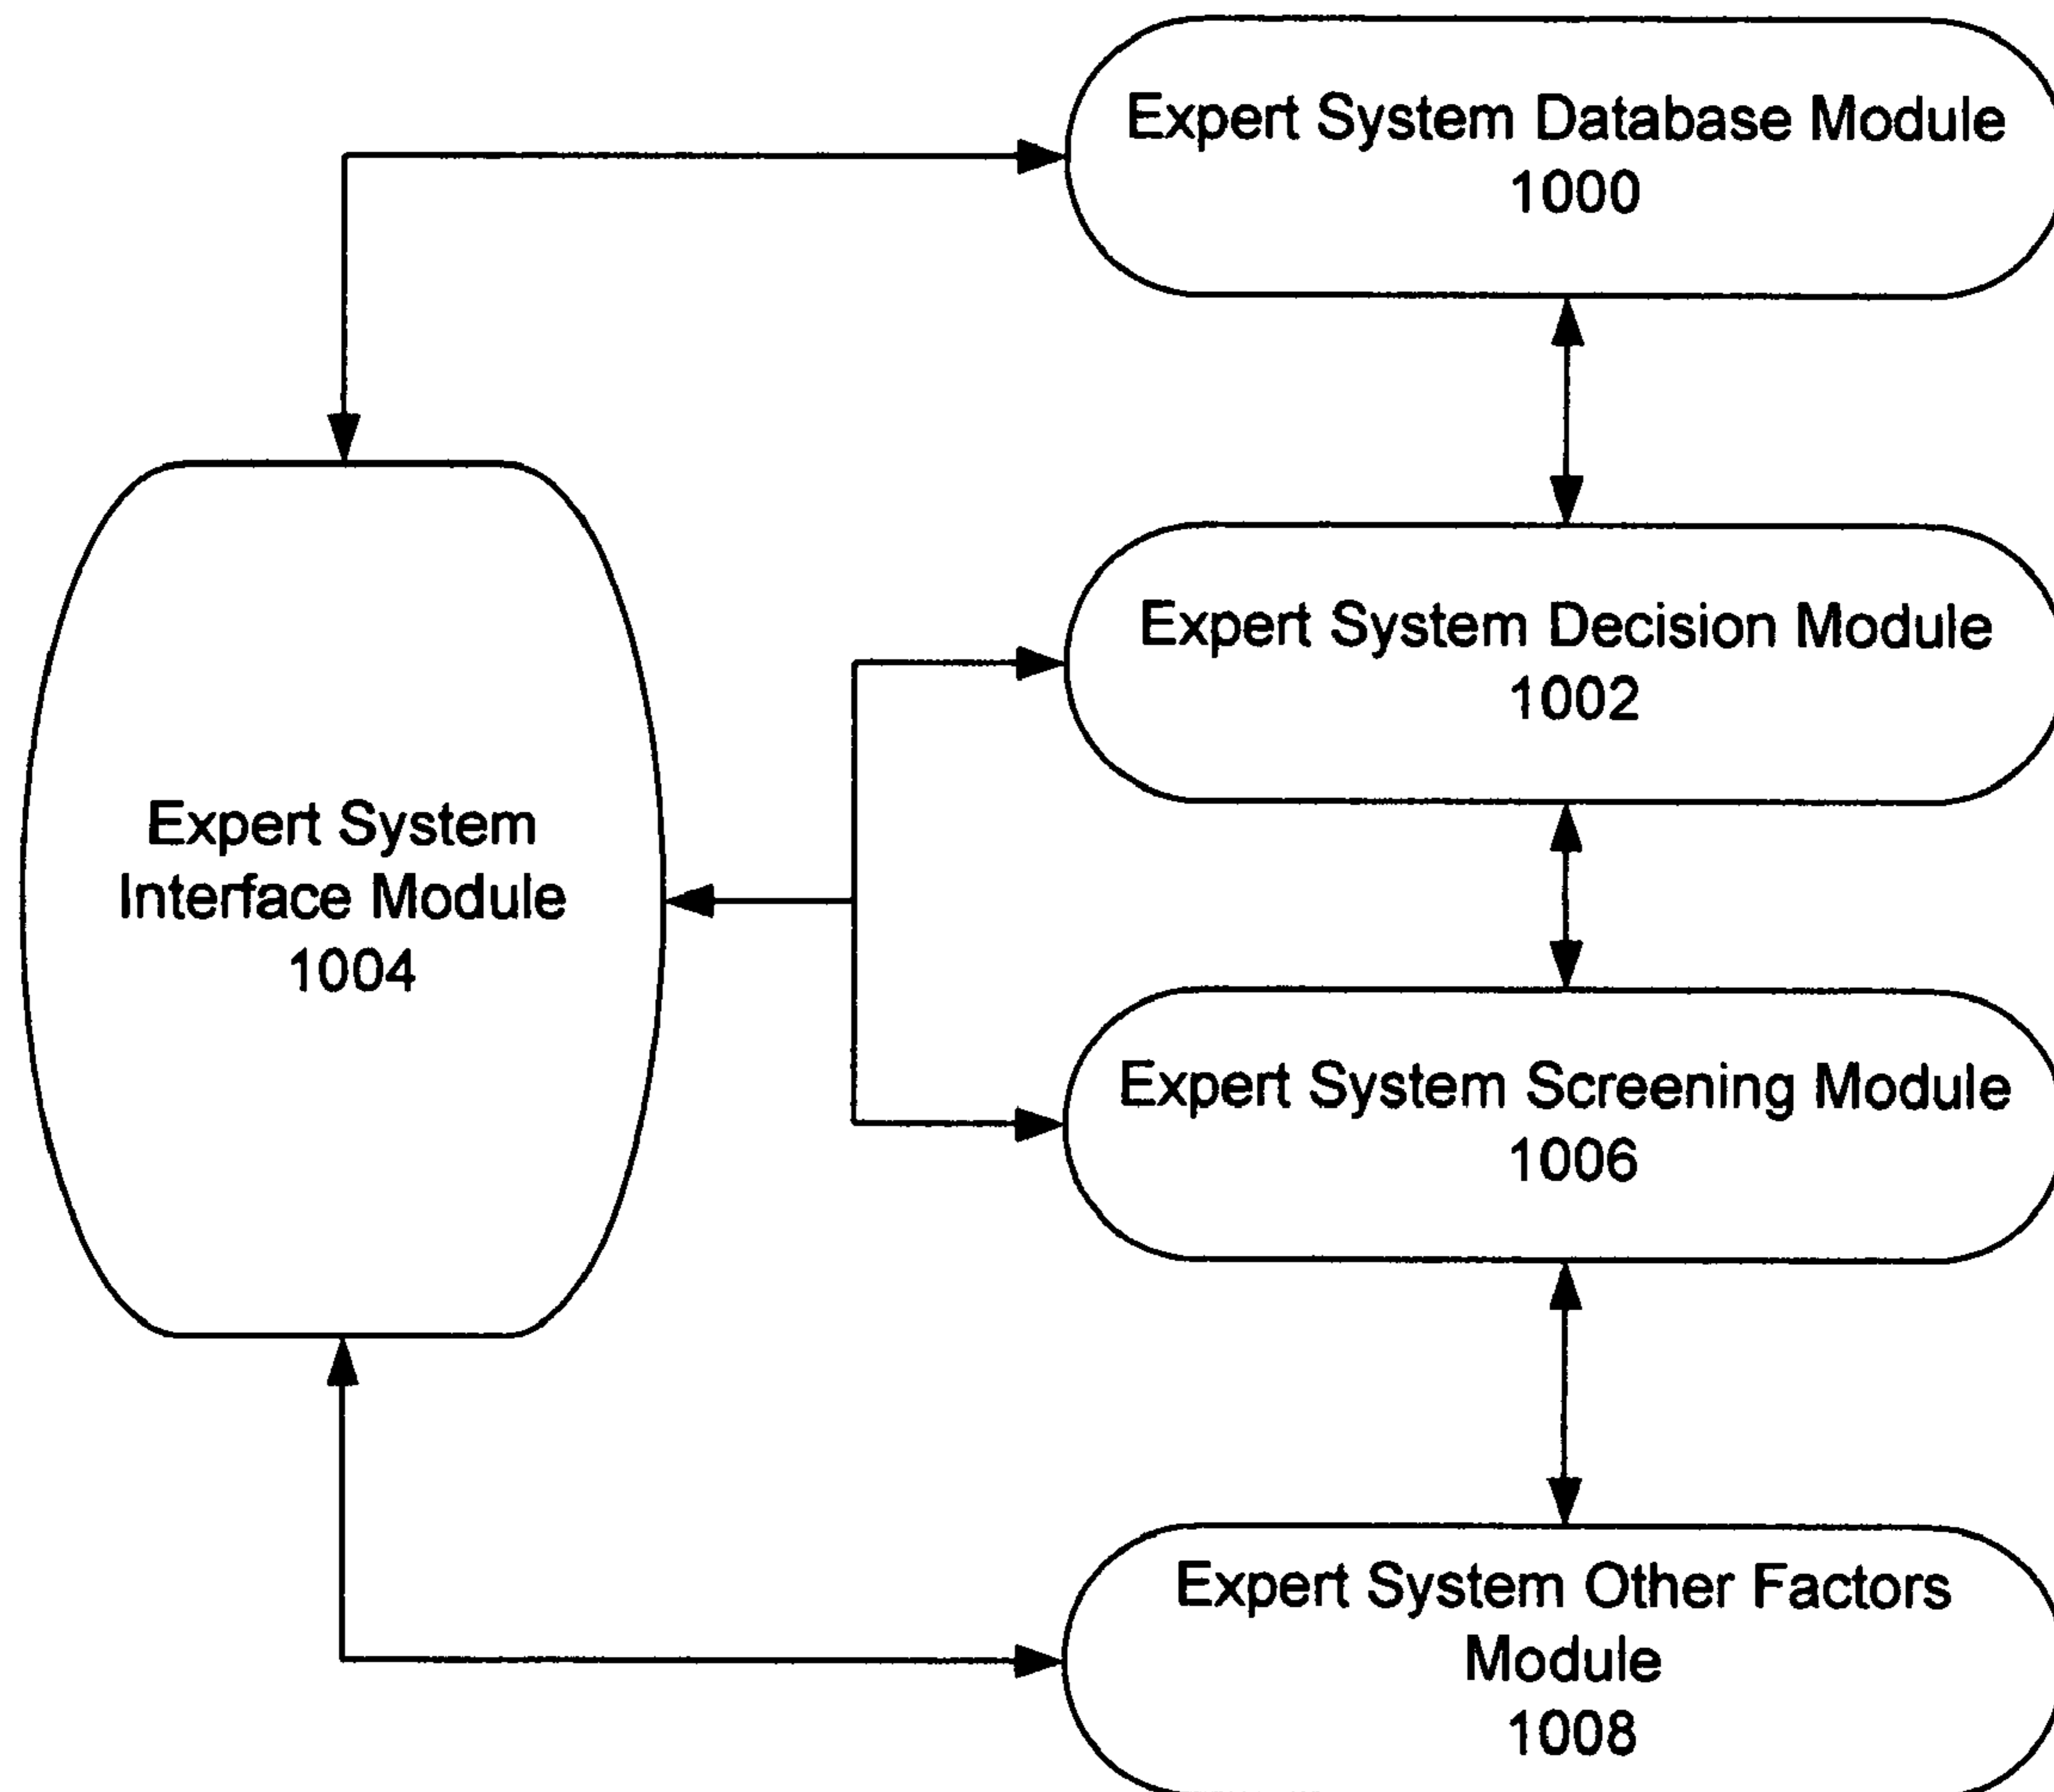 Expert System Database Module
1000
Expert System Decision Module
1002
Expert System
Interface Module
1004
Expert System Screening Module
1006
Expert System Other Factors
Module
1008